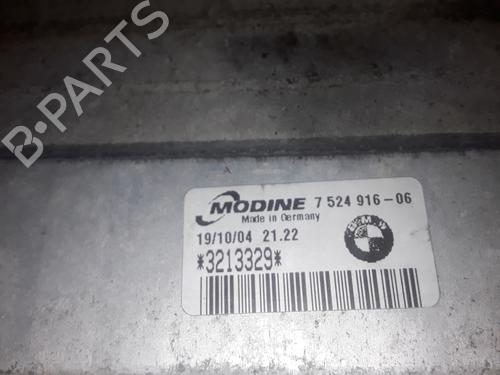 B-PARTS
MODINE 7 524 916-06
Made in Germany
19/10/04 21.22
BMW
*3213329*